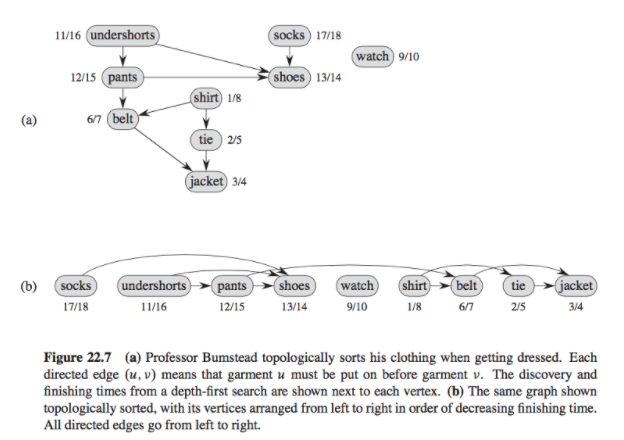 11/16 undershorts socks 17/18
watch 9/10
12/15 pants shoes 13/14
shirt 1/8
(a) 6/7 belt
tie 2/5
jacket 3/4
(b) socks undershorts pants shoes watch shirt belt tie jacket
17/18 11/16 12/15 13/14 9/10 1/8 6/7 2/5 3/4
Figure 22.7 (a) Professor Bumstead topologically sorts his clothing when getting dressed. Each
directed edge (u, v) means that garment u must be put on before garment v. The discovery and
finishing times from a depth-first search are shown next to each vertex. (b) The same graph shown
topologically sorted, with its vertices arranged from left to right in order of decreasing finishing time.
All directed edges go from left to right.